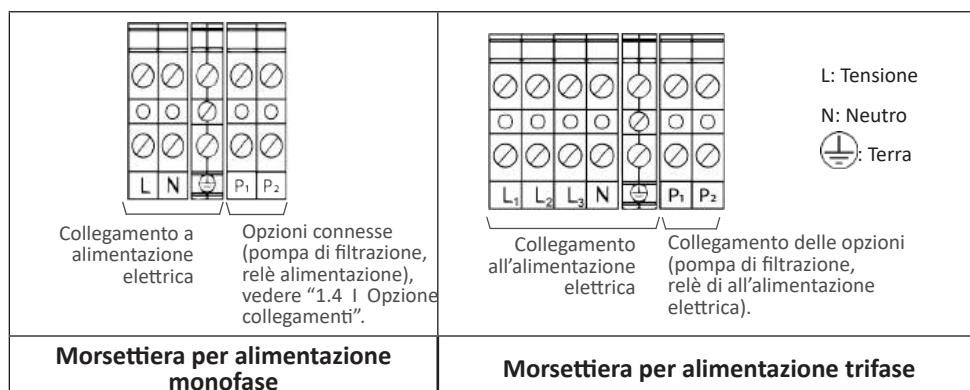 L N P₁ P₂
Collegamento a
alimentazione
elettrica
Opzioni connesse
(pompa di filtrazione,
relè alimentazione),
vedere “1.4 I Opzione
collegamenti”.
L₁ L₂ L₃ N P₁ P₂
Collegamento
all’alimentazione
elettrica
Collegamento delle opzioni
(pompa di filtrazione,
relè di all’alimentazione
elettrica).
L: Tensione
N: Neutro
: Terra
Morsettiera per alimentazione
monofase
Morsettiera per alimentazione trifase